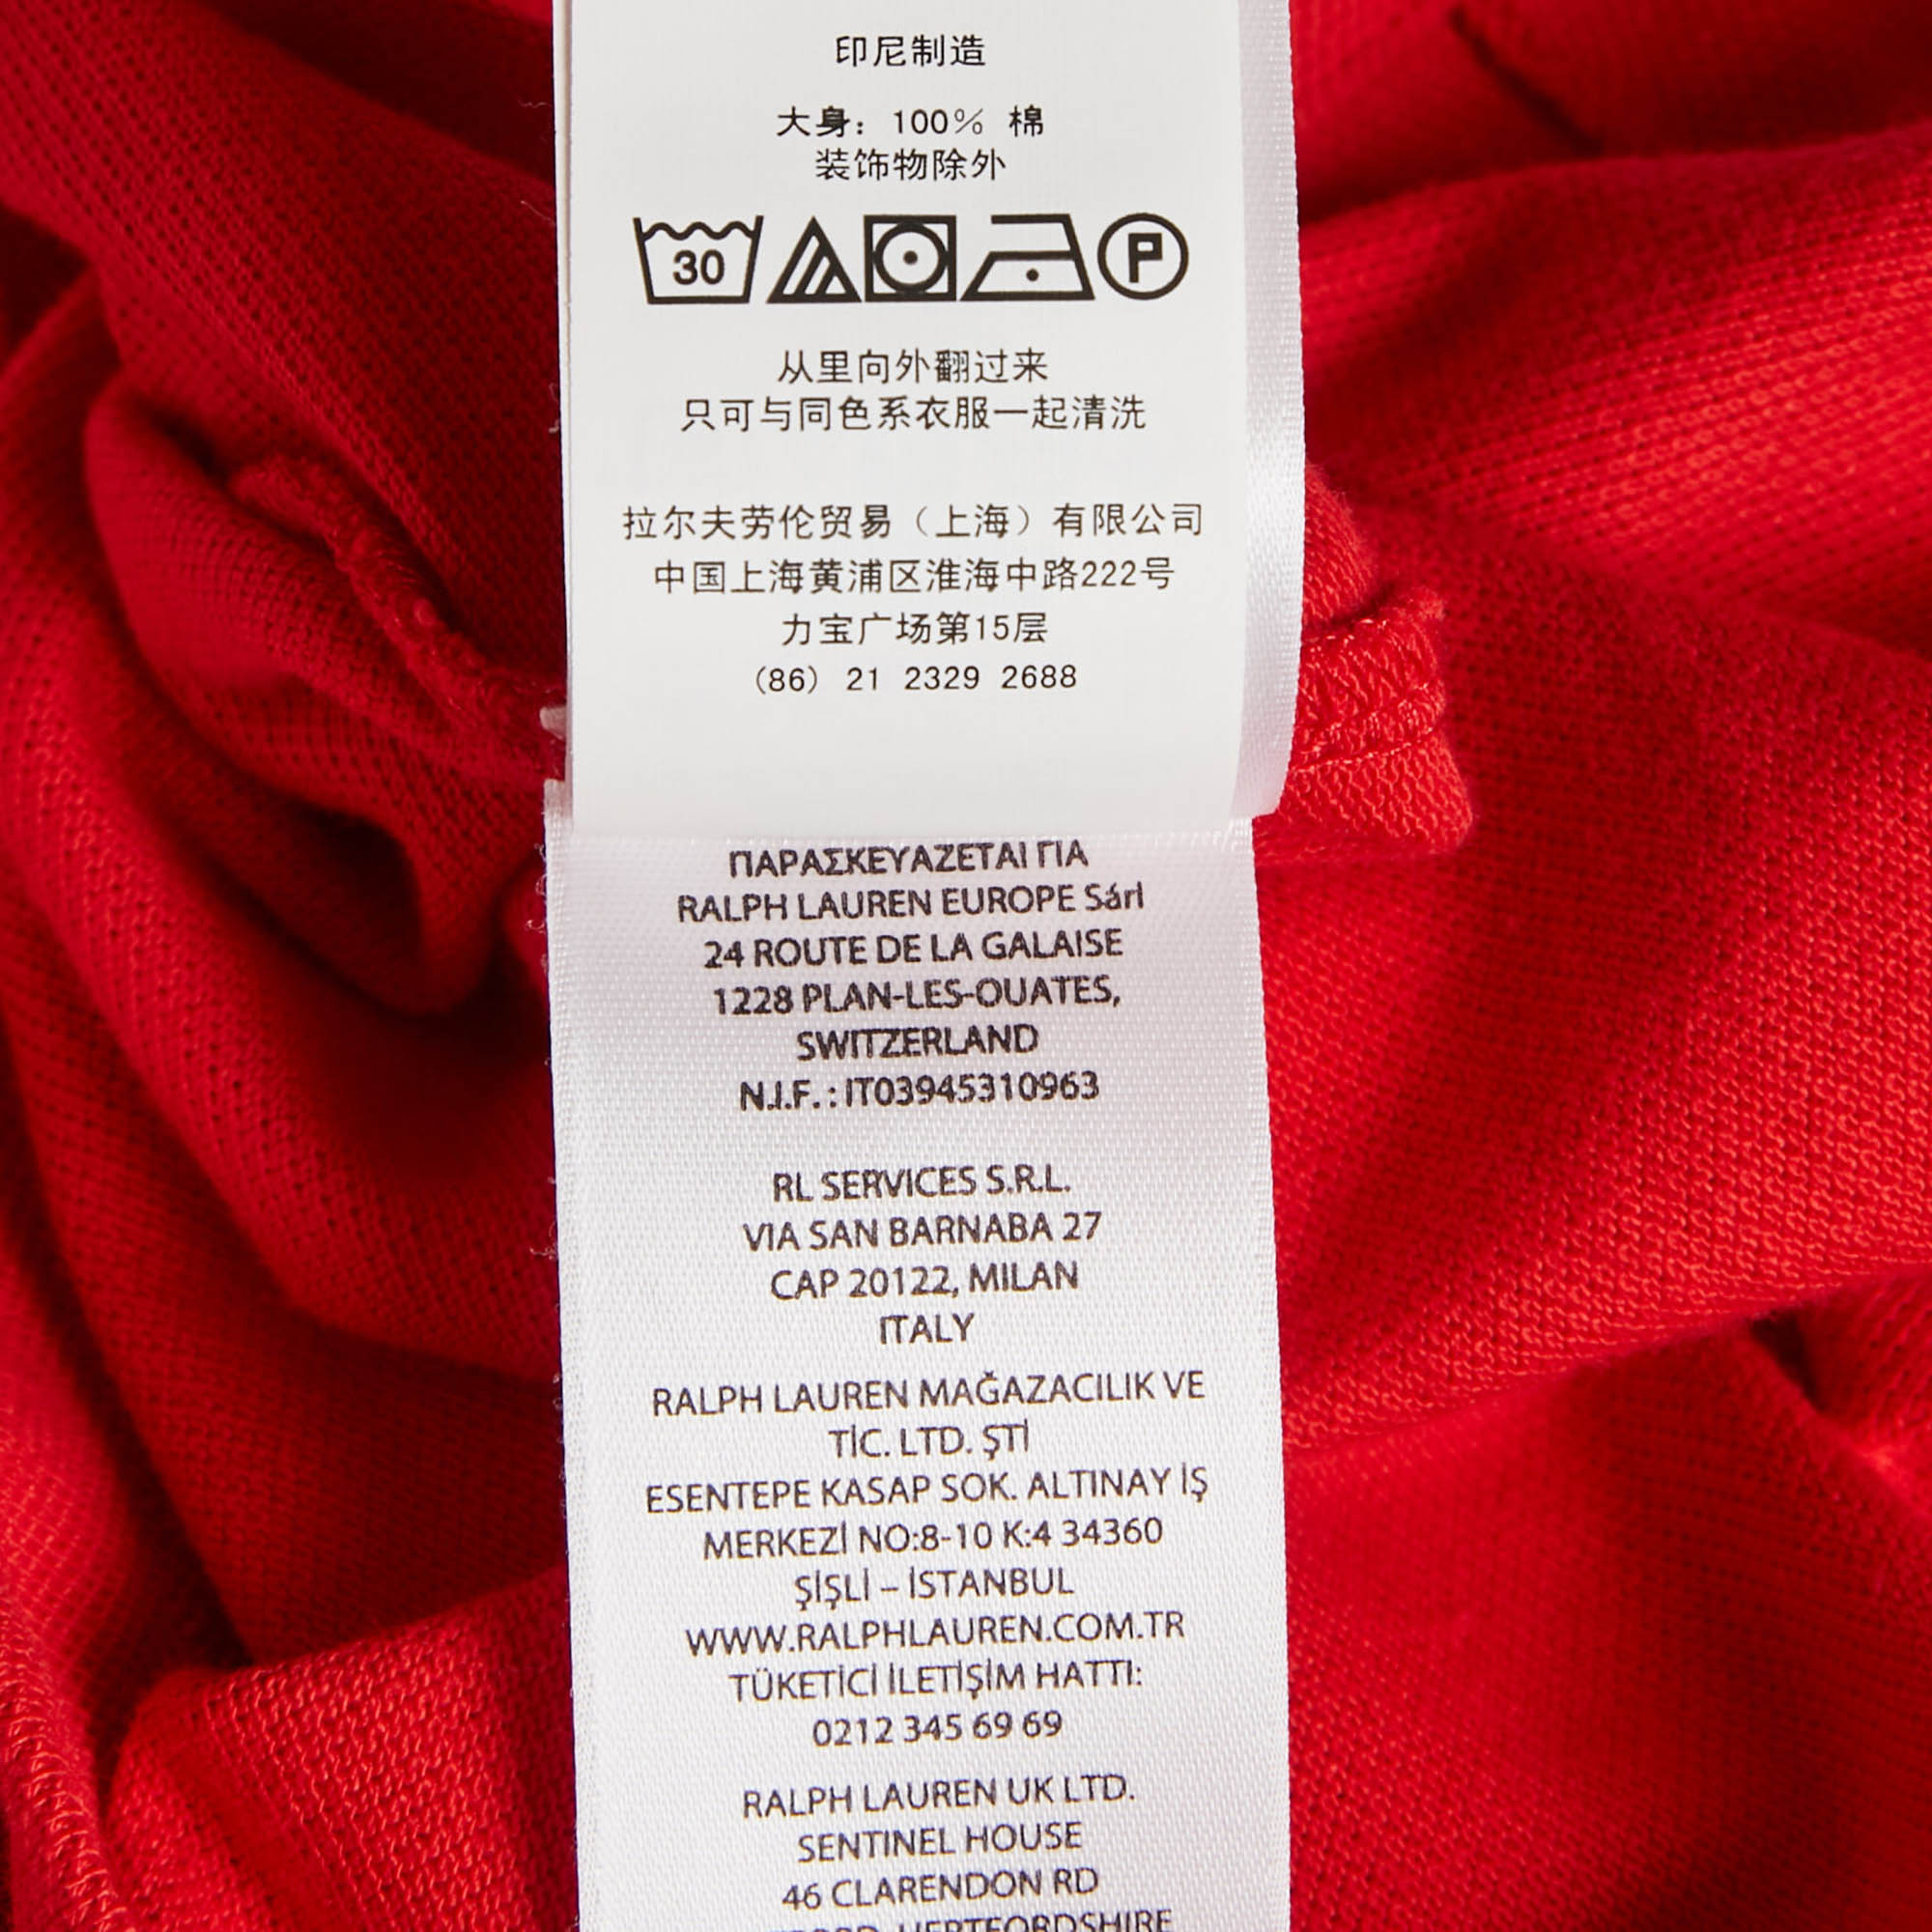 印尼制造
大身: 100% 棉
装饰物除外
30 P
从里向外翻过来
只可与同色系衣服一起清洗
拉尔夫劳伦贸易（上海）有限公司
中国上海黄浦区淮海中路222号
力宝广场第15层
(86) 21 2329 2688
ΠΑΡΑΣΚΕΥΑΖΕΤΑΙ ΓΙΑ
RALPH LAUREN EUROPE Sárl
24 ROUTE DE LA GALAISE
1228 PLAN-LES-OUATES,
SWITZERLAND
N.I.F. : IT03945310963
RL SERVICES S.R.L.
VIA SAN BARNABA 27
CAP 20122, MILAN
ITALY
RALPH LAUREN MAĞAZACILIK VE
TİC. LTD. ŞTİ
ESENTEPE KASAP SOK. ALTINAY İŞ
MERKEZİ NO:8-10 K:4 34360
ŞİŞLİ – İSTANBUL
WWW.RALPHLAUREN.COM.TR
TÜKETİCİ İLETİŞİM HATTI:
0212 345 69 69
RALPH LAUREN UK LTD.
SENTINEL HOUSE
46 CLARENDON RD
HERTFORDSHIRE